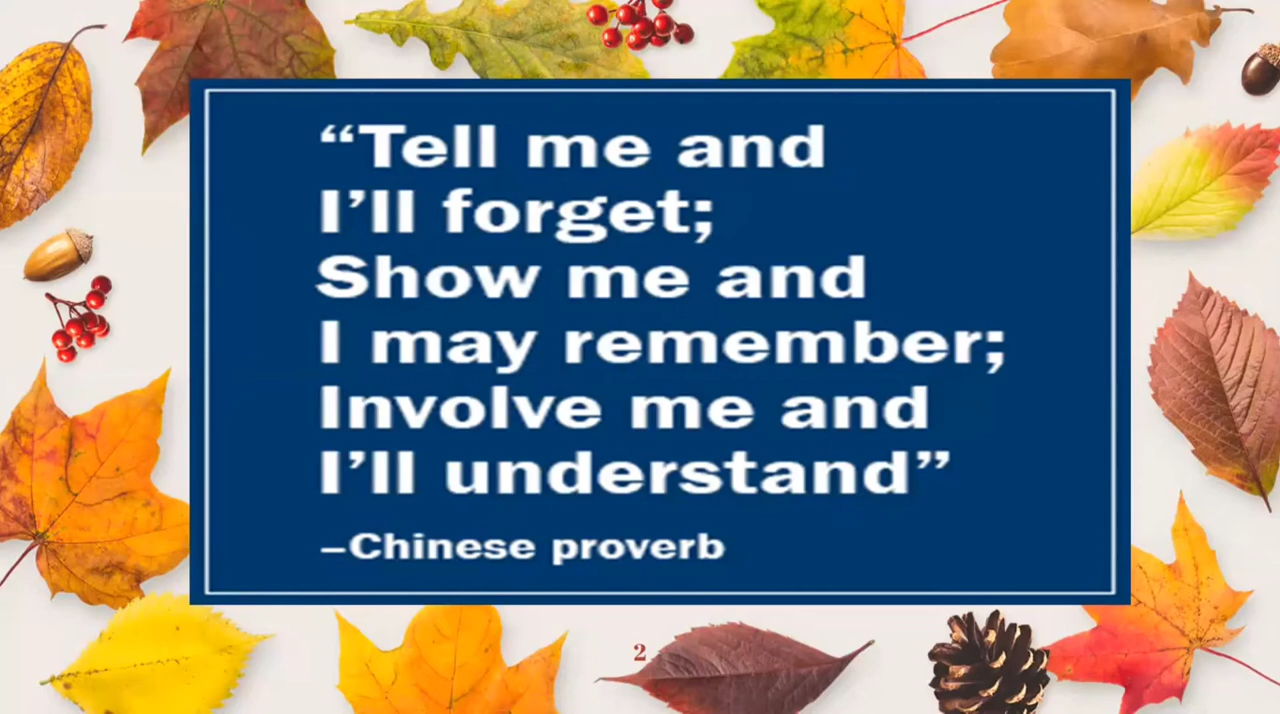 “Tell me and
I’ll forget;
Show me and
I may remember;
Involve me and
I’ll understand”
–Chinese proverb
2